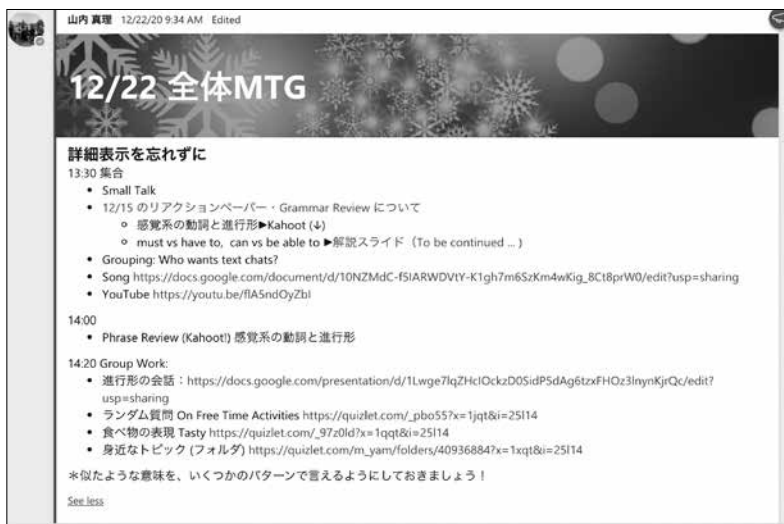 山内 真理 12/22/20 9:34 AM Edited
12/22 全体MTG
詳細表示を忘れずに
13:30 集合
• Small Talk
• 12/15 のリアクションペーパー・Grammar Review について
○ 感覚系の動詞と進行形▶Kahoot (↓)
○ must vs have to, can vs be able to ▶解説スライド（To be continued ... )
• Grouping: Who wants text chats?
• Song https://docs.google.com/document/d/10NZMdC-f5IARWDVtY-K1gh7m6SzKm4wKig_8Ct8prW0/edit?usp=sharing
• YouTube https://youtu.be/flA5ndOyZbI
14:00
• Phrase Review (Kahoot!) 感覚系の動詞と進行形
14:20 Group Work:
• 進行形の会話：https://docs.google.com/presentation/d/1Lwge7lqZHcIOckzD0SidP5dAg6tzxFHOz3lnynKjrQc/edit?
usp=sharing
• ランダム質問 On Free Time Activities https://quizlet.com/_pbo55?x=1jqt&i=25l14
• 食べ物の表現 Tasty https://quizlet.com/_97z0ld?x=1qqt&i=25l14
• 身近なトピック (フォルダ) https://quizlet.com/m_yam/folders/40936884?x=1xqt&i=25l14
＊似たような意味を、いくつかのパターンで言えるようにしておきましょう！
See less